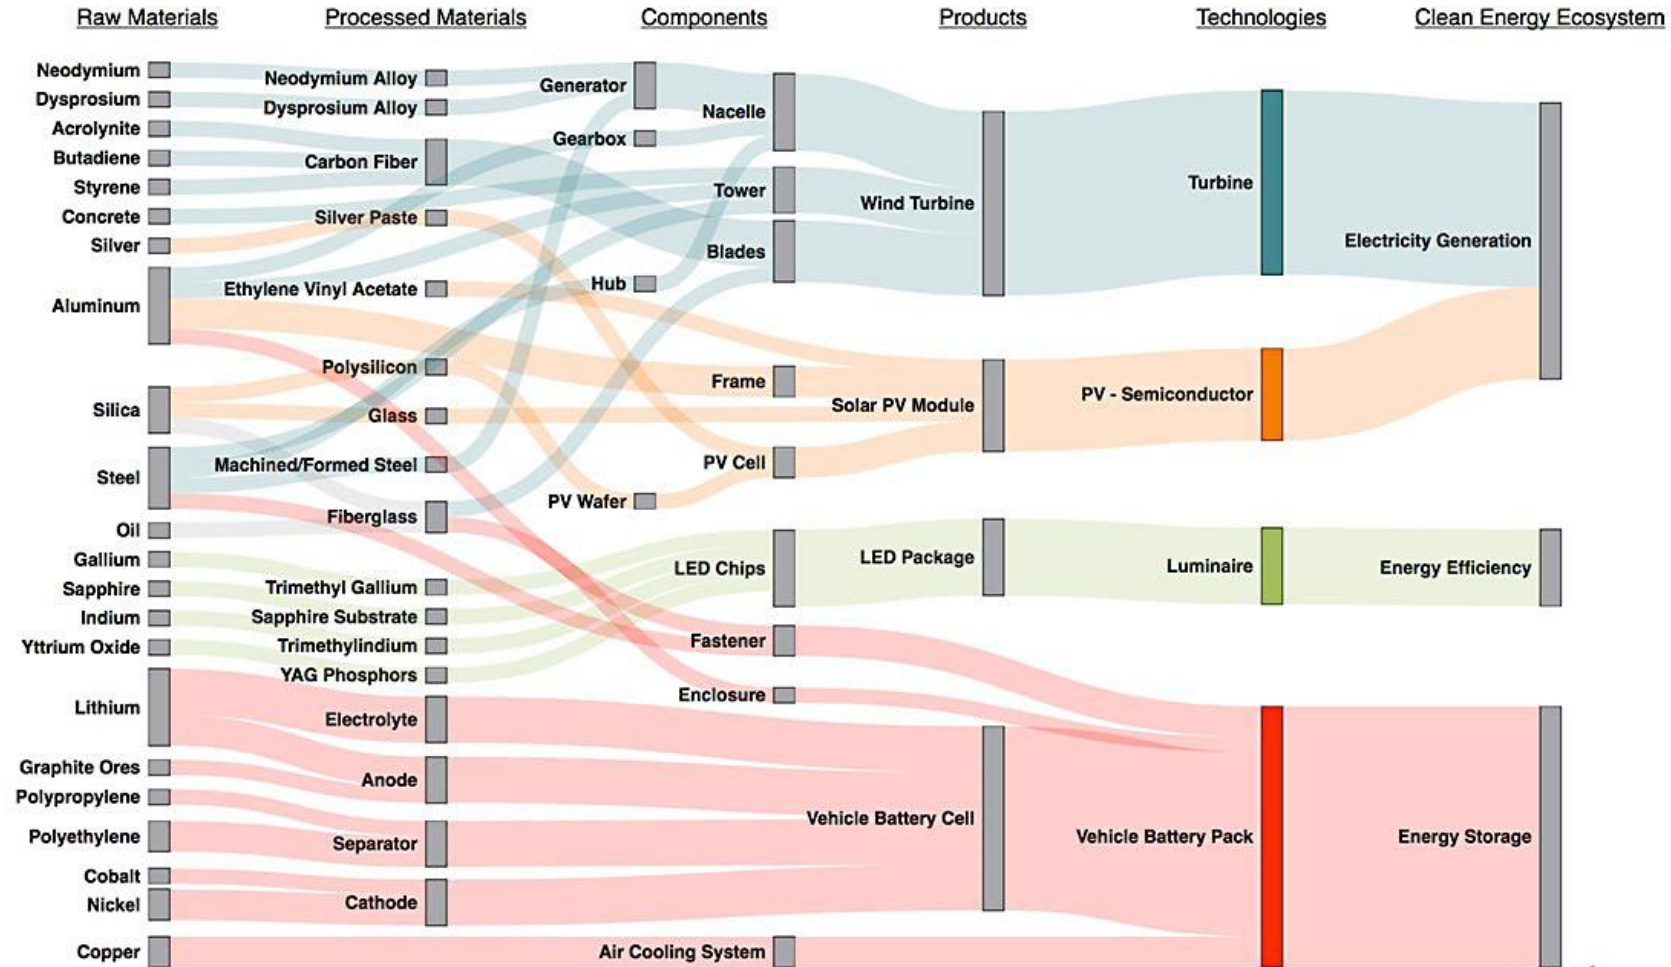 Raw Materials
Processed Materials
Components
Products
Technologies
Clean Energy Ecosystem
Neodymium
Dysprosium
Acrolynite
Butadiene
Styrene
Concrete
Silver
Aluminum
Silica
Steel
Oil
Gallium
Sapphire
Indium
Yttrium Oxide
Lithium
Graphite Ores
Polypropylene
Polyethylene
Cobalt
Nickel
Copper
Neodymium Alloy
Dysprosium Alloy
Carbon Fiber
Silver Paste
Ethylene Vinyl Acetate
Polysilicon
Glass
Machined/Formed Steel
Fiberglass
Trimethyl Gallium
Sapphire Substrate
Trimethylindium
YAG Phosphors
Electrolyte
Anode
Separator
Cathode
Generator
Gearbox
Hub
PV Wafer
Nacelle
Tower
Blades
Frame
PV Cell
LED Chips
Fastener
Enclosure
Air Cooling System
Wind Turbine
Solar PV Module
LED Package
Vehicle Battery Cell
Turbine
PV - Semiconductor
Luminaire
Vehicle Battery Pack
Electricity Generation
Energy Efficiency
Energy Storage